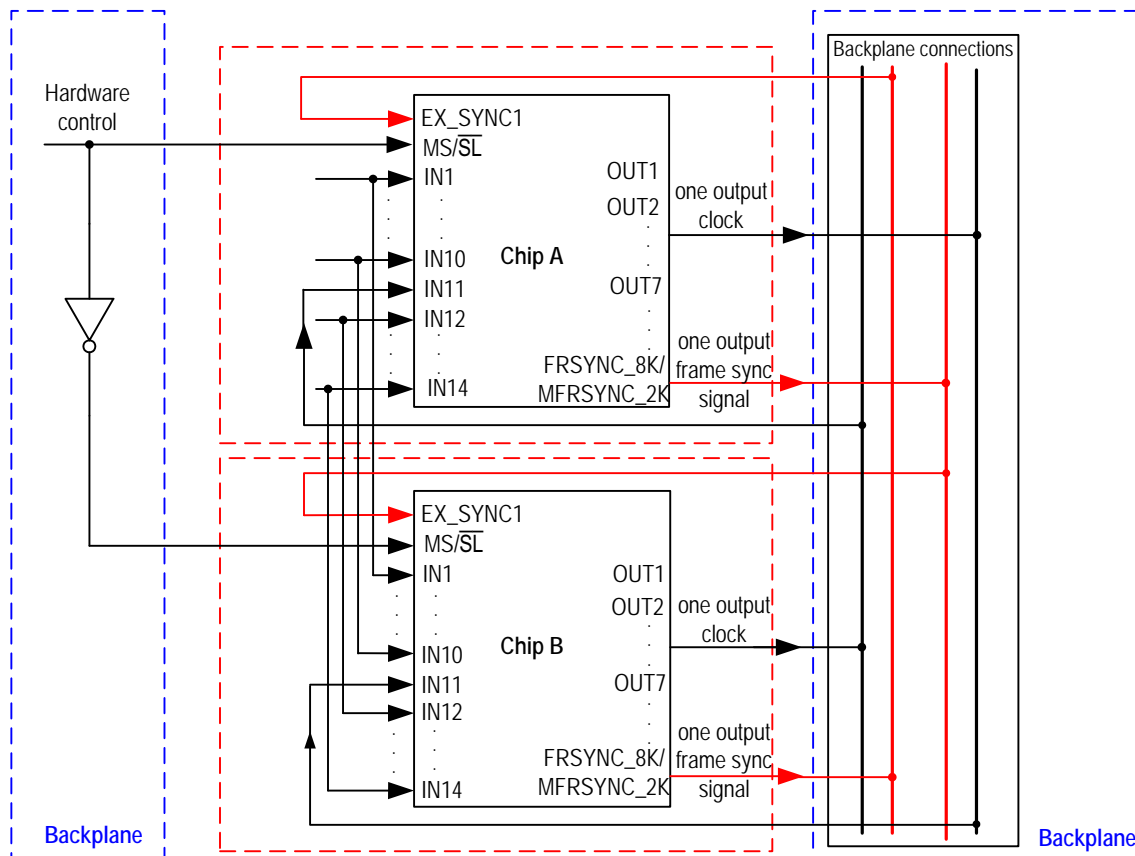 Backplane connections
Hardware
control
EX_SYNC1
MS/SL
IN1
IN10
IN11
IN12
IN14
Chip A
OUT1
OUT2
OUT7
FRSYNC_8K/
MFRSYNC_2K
one output
clock
one output
frame sync
signal
EX_SYNC1
MS/SL
IN1
IN10
IN11
IN12
IN14
Chip B
OUT1
OUT2
OUT7
FRSYNC_8K/
MFRSYNC_2K
one output
clock
one output
frame sync
signal
Backplane
Backplane